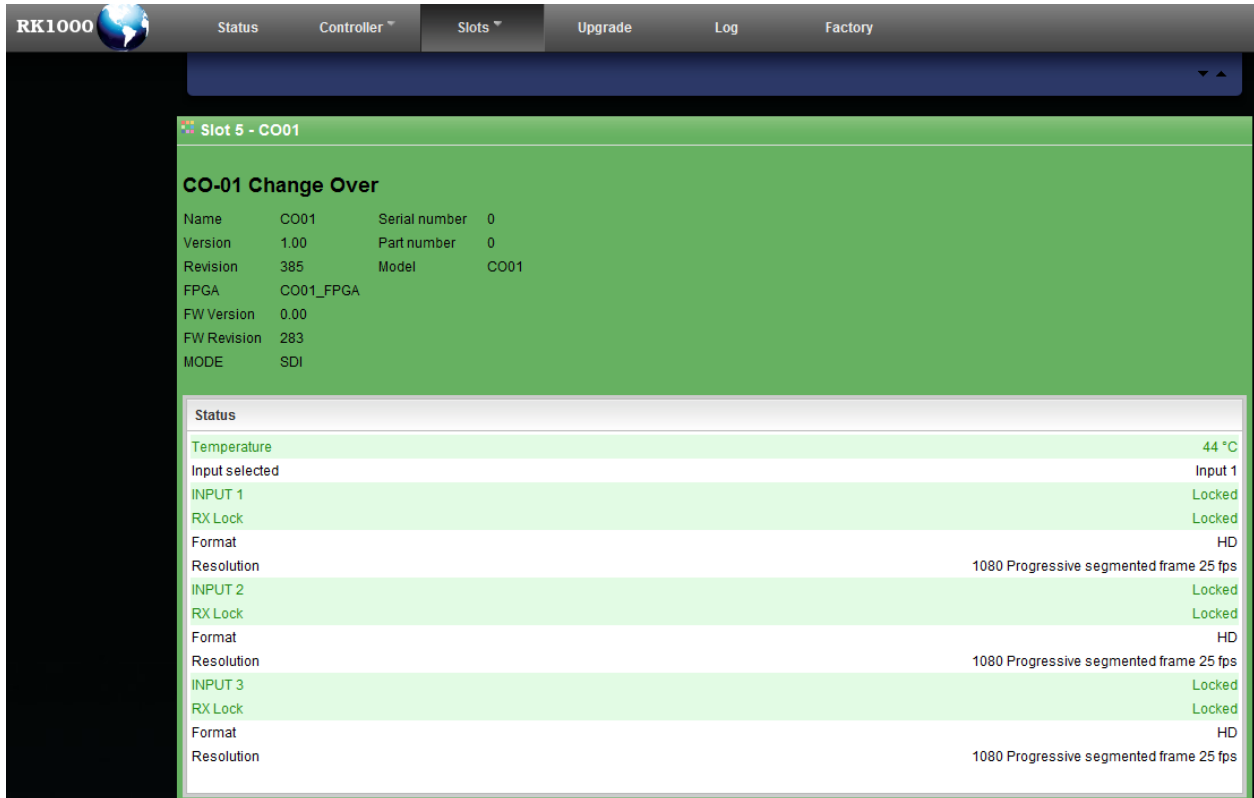 RK1000 Status Controller Slots Upgrade Log Factory
Slot 5 - CO01
CO-01 Change Over
Name CO01 Serial number 0
Version 1.00 Part number 0
Revision 385 Model CO01
FPGA CO01_FPGA
FW Version 0.00
FW Revision 283
MODE SDI
Status
Temperature 44 °C
Input selected Input 1
INPUT 1 Locked
RX Lock Locked
Format HD
Resolution 1080 Progressive segmented frame 25 fps
INPUT 2 Locked
RX Lock Locked
Format HD
Resolution 1080 Progressive segmented frame 25 fps
INPUT 3 Locked
RX Lock Locked
Format HD
Resolution 1080 Progressive segmented frame 25 fps